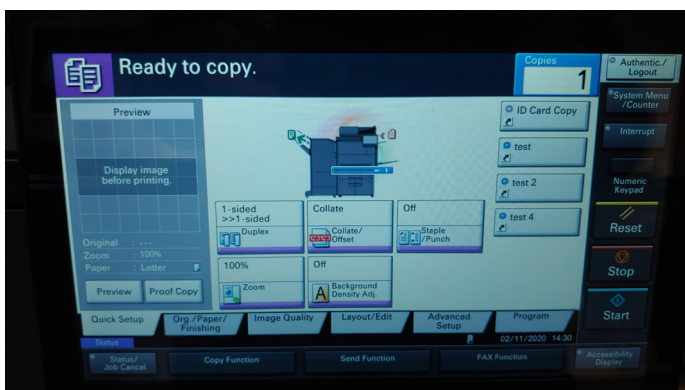 Ready to copy.
Copies
1
Authentic./
Logout
System Menu
/Counter
Interrupt
Numeric
Keypad
Reset
Stop
Start
Preview
Display image
before printing.
Original : ---
Zoom : 100%
Paper : Letter
Preview
Proof Copy
1
ID Card Copy
test
test 2
test 4
1-sided
>>1-sided
Duplex
Collate
Collate/
Offset
Off
Staple
/Punch
100%
Zoom
Off
A
Background
Density Adj.
Quick Setup
Org./Paper/
Finishing
Image Quality
Layout/Edit
Advanced
Setup
Program
Status
02/11/2020 14:30
Status/
Job Cancel
Copy Function
Send Function
FAX Function
Accessibility
Display